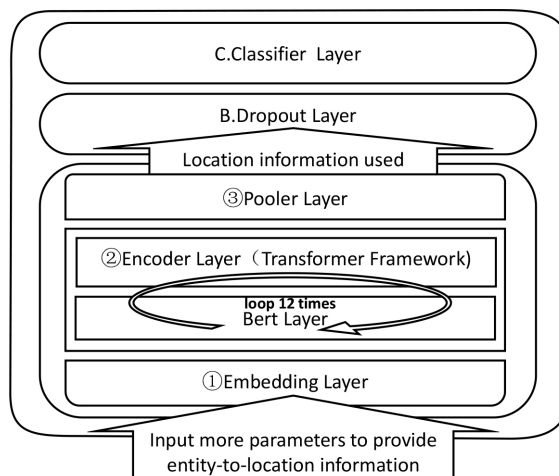 C.Classifier Layer
B.Dropout Layer
Location information used
③Pooler Layer
②Encoder Layer（Transformer Framework)
loop 12 times
Bert Layer
①Embedding Layer
Input more parameters to provide
entity-to-location information